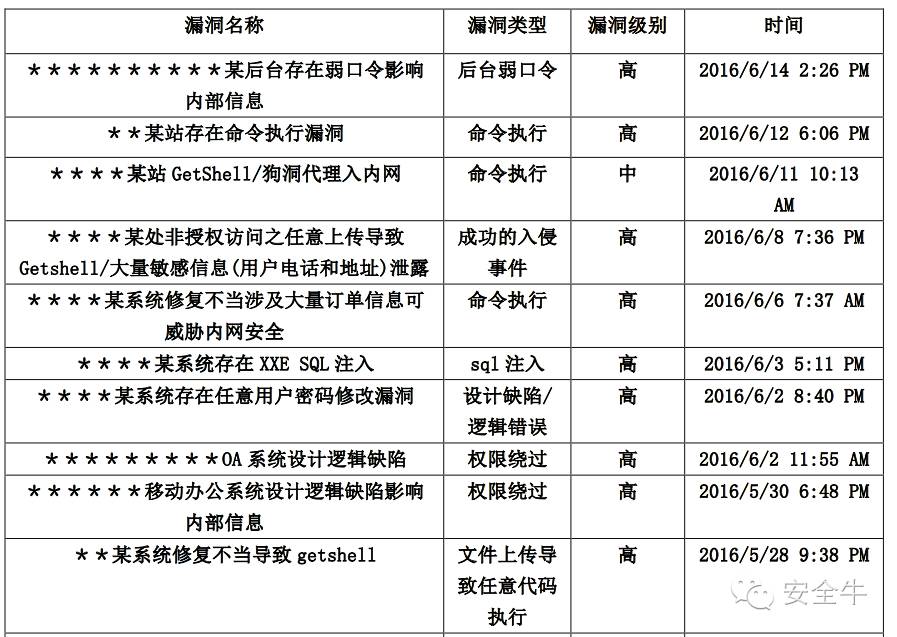 漏洞名称 漏洞类型 漏洞级别 时间
＊＊＊＊＊＊＊＊＊＊某后台存在弱口令影响 后台弱口令 高 2016/6/14 2:26 PM
内部信息
＊＊某站存在命令执行漏洞 命令执行 高 2016/6/12 6:06 PM
＊＊＊＊某站 GetShell/狗洞代理入内网 命令执行 中 2016/6/11 10:13
AM
＊＊＊＊某处非授权访问之任意上传导致 成功的入侵 高 2016/6/8 7:36 PM
Getshell/大量敏感信息(用户电话和地址)泄露 事件
＊＊＊＊某系统修复不当涉及大量订单信息可 命令执行 高 2016/6/6 7:37 AM
威胁内网安全
＊＊＊＊某系统存在 XXE SQL 注入 sql 注入 高 2016/6/3 5:11 PM
＊＊＊＊某系统存在任意用户密码修改漏洞 设计缺陷/ 高 2016/6/2 8:40 PM
逻辑错误
＊＊＊＊＊＊＊＊＊OA 系统设计逻辑缺陷 权限绕过 高 2016/6/2 11:55 AM
＊＊＊＊＊＊移动办公系统设计逻辑缺陷影响 权限绕过 高 2016/5/30 6:48 PM
内部信息
＊＊某系统修复不当导致 getshell 文件上传导 高 2016/5/28 9:38 PM
致任意代码
执行
安全牛